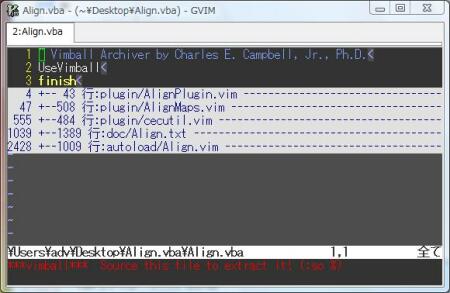 Align.vba - (~¥Desktop¥Align.vba) - GVIM
2:Align.vba
1 " Vimball Archiver by Charles E. Campbell, Jr., Ph.D.<
2 UseVimball<
3 finish<
4 +-- 43 行:plugin/AlignPlugin.vim --------------------------------
47 +--508 行:plugin/AlignMaps.vim ----------------------------------
555 +--484 行:plugin/cecutil.vim ------------------------------------
1039 +--1389 行:doc/Align.txt ----------------------------------------
2428 +--1009 行:autoload/Align.vim -----------------------------------
~
~
~
~
~
¥Users¥adv¥Desktop¥Align.vba¥Align.vba 1,1 全て
***vimball*** Source this file to extract it! (:so %)